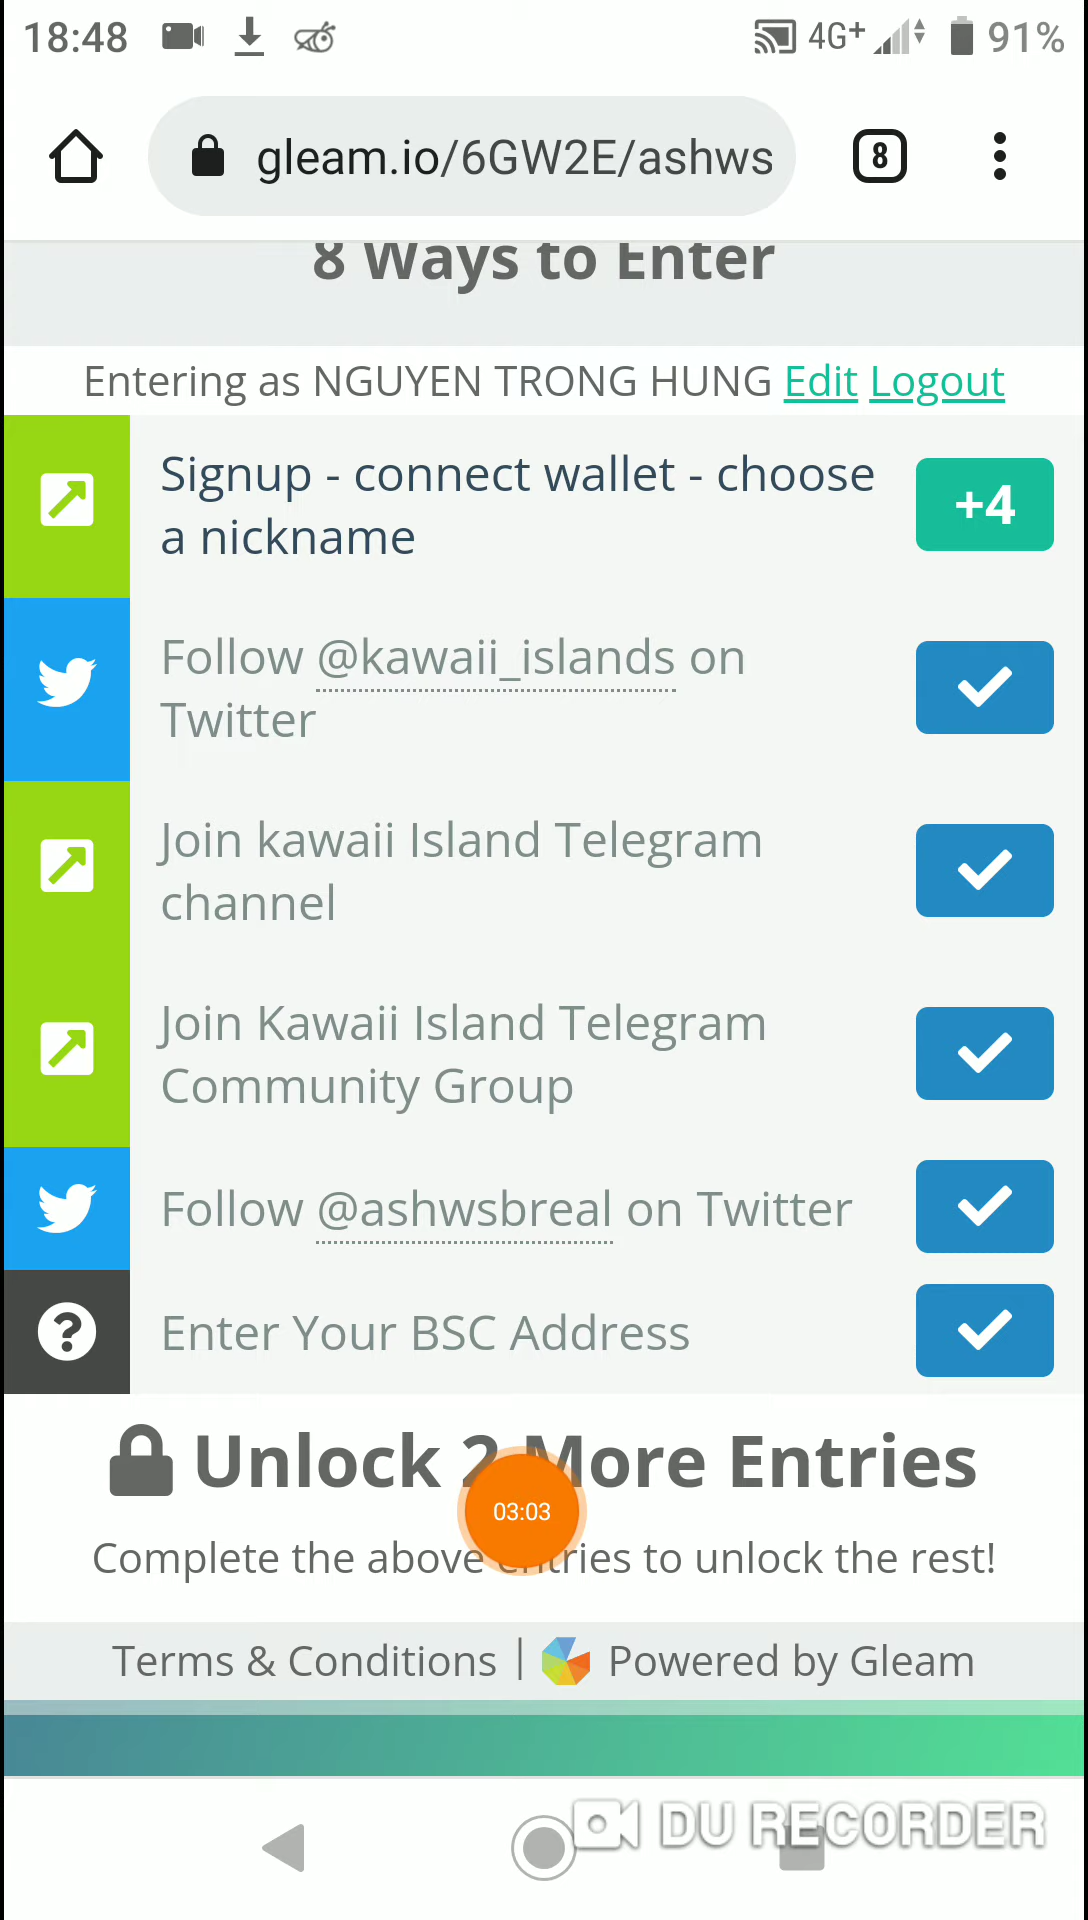 18:48 4G+ 91%
gleam.io/6GW2E/ashws 8
8 Ways to Enter
Entering as NGUYEN TRONG HUNG Edit Logout
Signup - connect wallet - choose
a nickname
+4
Follow @kawaii_islands on
Twitter
Join kawaii Island Telegram
channel
Join Kawaii Island Telegram
Community Group
Follow @ashwsbreal on Twitter
Enter Your BSC Address
Unlock 2 More Entries
03:03
Complete the above entries to unlock the rest!
Terms & Conditions | Powered by Gleam
DU RECORDER